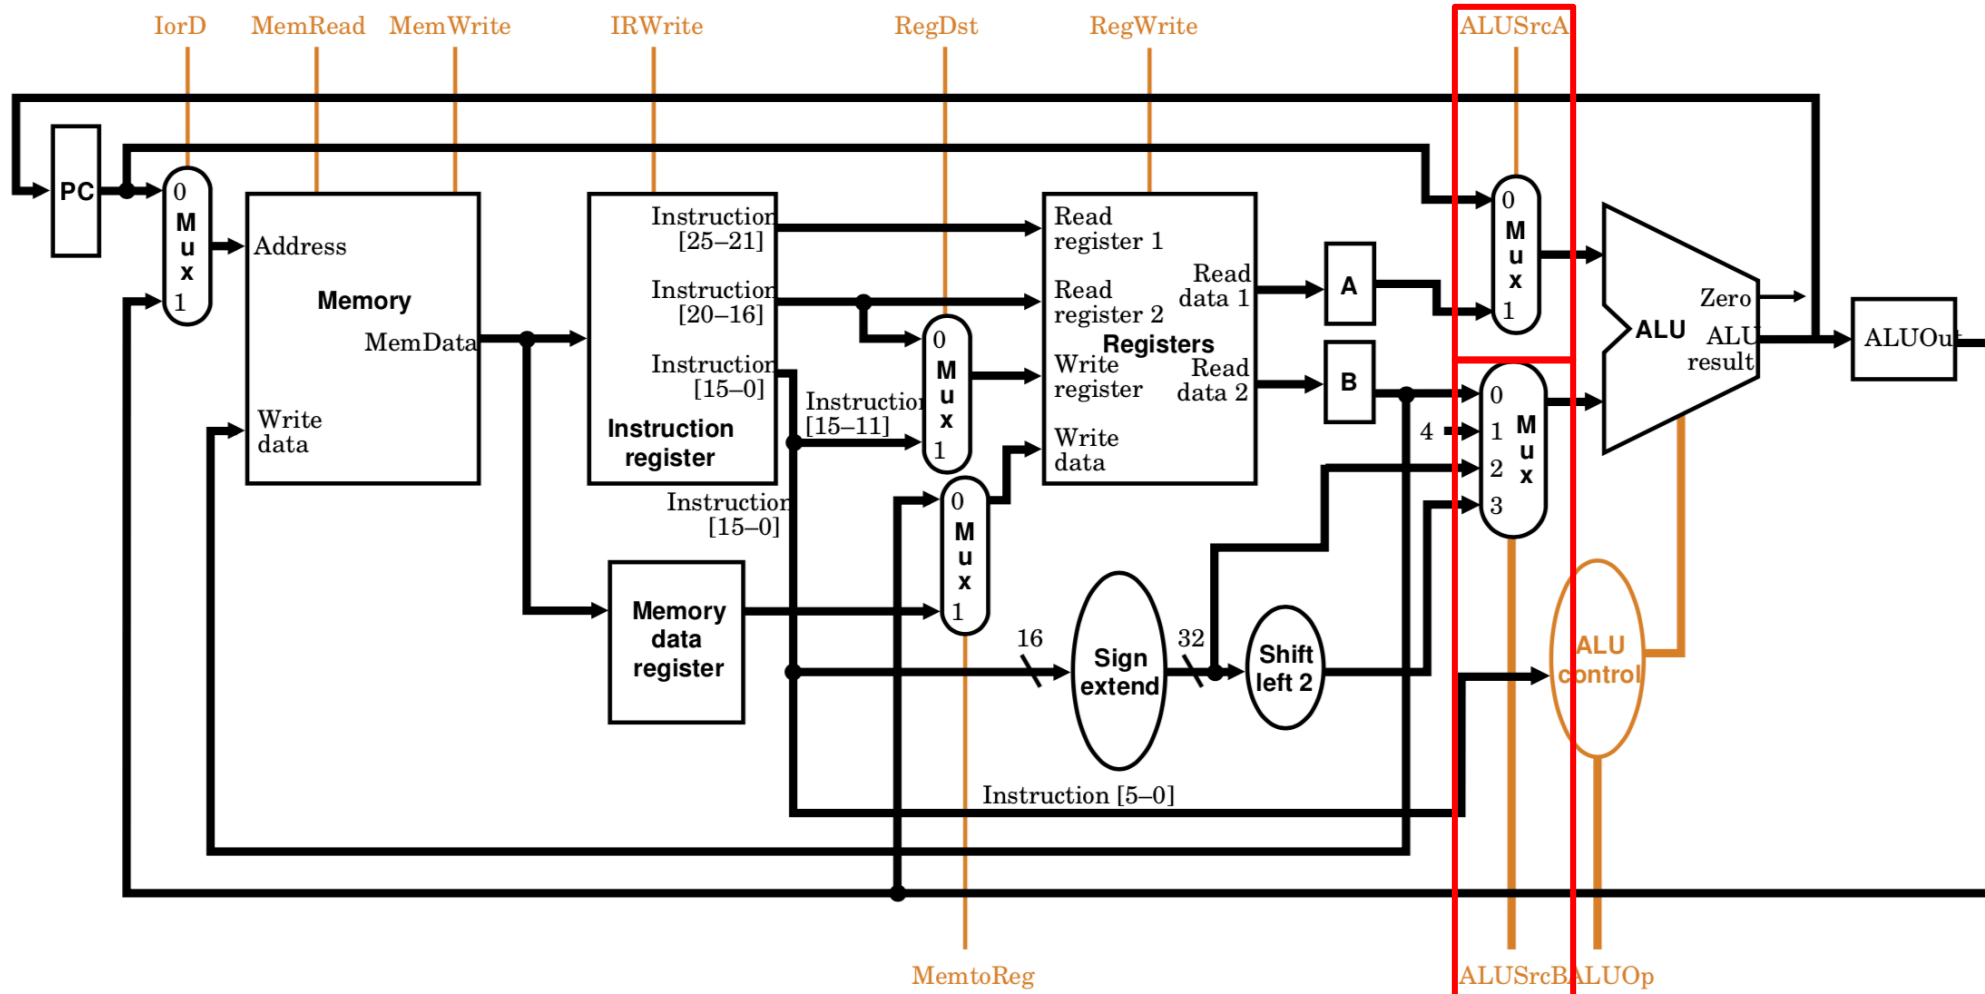 IorD
MemRead
MemWrite
IRWrite
RegDst
RegWrite
ALUSrcA
PC
0
M
u
x
1
Address
Memory
MemData
Write
data
Instruction
[25–21]
Instruction
[20–16]
Instruction
[15–0]
Instruction
register
Instruction
[15–11]
Instruction
[15–0]
Memory
data
register
0
M
u
x
1
0
M
u
x
1
Read
register 1
Read
register 2
Registers
Write
register
Write
data
Read
data 1
Read
data 2
A
B
4
0
M
u
x
1
0
1
2
3
M
u
x
ALU
Zero
ALU
result
ALUOut
16
Sign
extend
32
Shift
left 2
ALU
control
Instruction [5–0]
MemtoReg
ALUSrcB
ALUOp